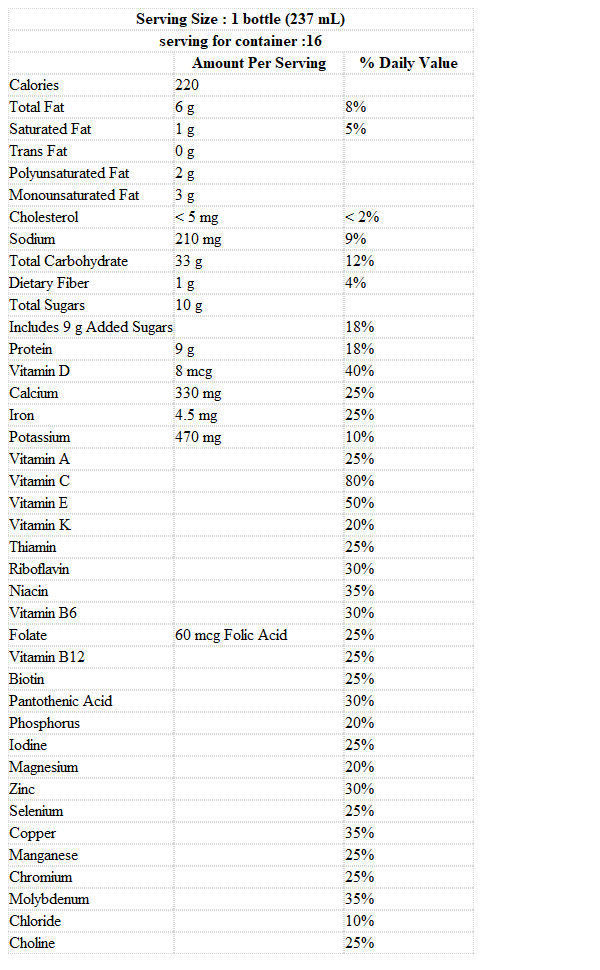 Serving Size : 1 bottle (237 mL)
serving for container :16
Amount Per Serving % Daily Value
Calories 220
Total Fat 6 g 8%
Saturated Fat 1 g 5%
Trans Fat 0 g
Polyunsaturated Fat 2 g
Monounsaturated Fat 3 g
Cholesterol < 5 mg < 2%
Sodium 210 mg 9%
Total Carbohydrate 33 g 12%
Dietary Fiber 1 g 4%
Total Sugars 10 g
Includes 9 g Added Sugars 18%
Protein 9 g 18%
Vitamin D 8 mcg 40%
Calcium 330 mg 25%
Iron 4.5 mg 25%
Potassium 470 mg 10%
Vitamin A 25%
Vitamin C 80%
Vitamin E 50%
Vitamin K 20%
Thiamin 25%
Riboflavin 30%
Niacin 35%
Vitamin B6 30%
Folate 60 mcg Folic Acid 25%
Vitamin B12 25%
Biotin 25%
Pantothenic Acid 30%
Phosphorus 20%
Iodine 25%
Magnesium 20%
Zinc 30%
Selenium 25%
Copper 35%
Manganese 25%
Chromium 25%
Molybdenum 35%
Chloride 10%
Choline 25%